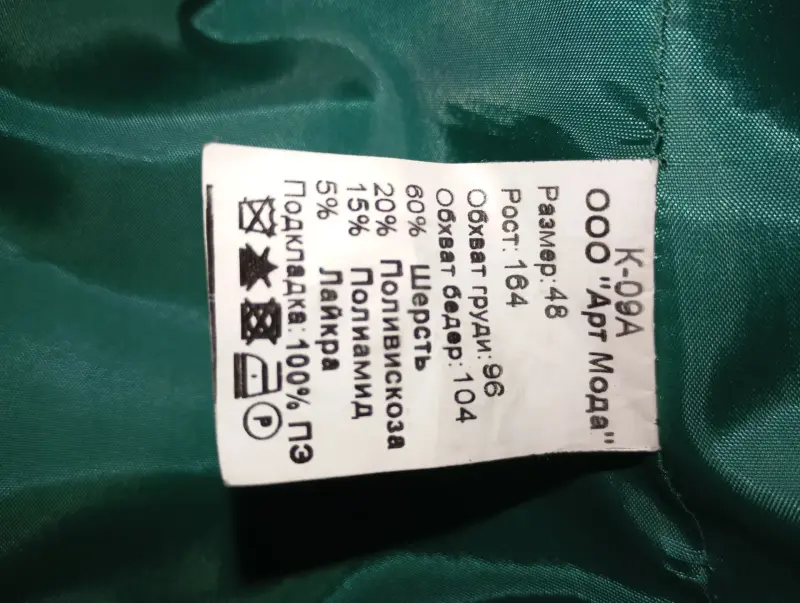 К-09А
ООО "Арт Мода"
Размер:48
Рост: 164
Обхват груди: 96
Обхват бедер: 104
60% Шерсть
20% Поливискоза
15% Полиамид
5% Лайкра
Подкладка: 100% ПЭ
P